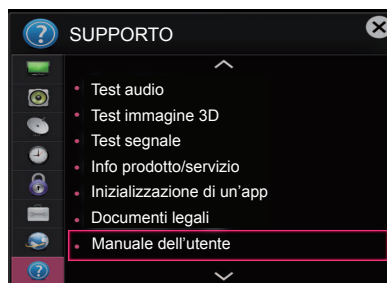 SUPPORTO
• Test audio
• Test immagine 3D
• Test segnale
• Info prodotto/servizio
• Inizializzazione di un'app
• Documenti legali
• Manuale dell'utente